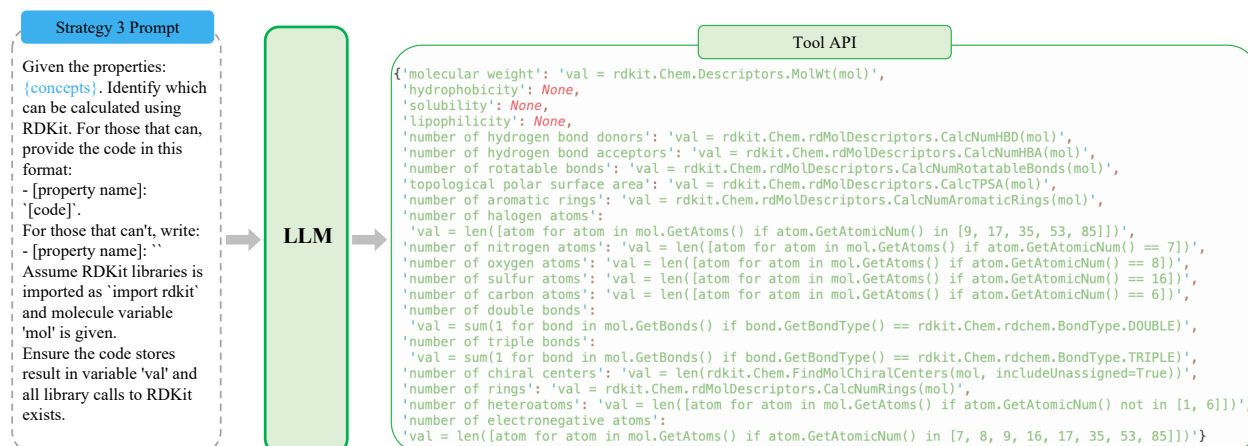 Strategy 3 Prompt
Given the properties:
{concepts}. Identify which
can be calculated using
RDKit. For those that can,
provide the code in this
format:
- [property name]:
`[code]`.
For those that can't, write:
- [property name]: ``
Assume RDKit libraries is
imported as `import rdkit`
and molecule variable
'mol' is given.
Ensure the code stores
result in variable 'val' and
all library calls to RDKit
exists.
LLM
Tool API
{'molecular weight': 'val = rdkit.Chem.Descriptors.MolWt(mol)',
'hydrophobicity': None,
'solubility': None,
'lipophilicity': None,
'number of hydrogen bond donors': 'val = rdkit.Chem.rdMolDescriptors.CalcNumHBD(mol)',
'number of hydrogen bond acceptors': 'val = rdkit.Chem.rdMolDescriptors.CalcNumHBA(mol)',
'number of rotatable bonds': 'val = rdkit.Chem.rdMolDescriptors.CalcNumRotatableBonds(mol)',
'topological polar surface area': 'val = rdkit.Chem.rdMolDescriptors.CalcTPSA(mol)',
'number of aromatic rings': 'val = rdkit.Chem.rdMolDescriptors.CalcNumAromaticRings(mol)',
'number of halogen atoms':
'val = len([atom for atom in mol.GetAtoms() if atom.GetAtomicNum() in [9, 17, 35, 53, 85]])',
'number of nitrogen atoms': 'val = len([atom for atom in mol.GetAtoms() if atom.GetAtomicNum() == 7])',
'number of oxygen atoms': 'val = len([atom for atom in mol.GetAtoms() if atom.GetAtomicNum() == 8])',
'number of sulfur atoms': 'val = len([atom for atom in mol.GetAtoms() if atom.GetAtomicNum() == 16])',
'number of carbon atoms': 'val = len([atom for atom in mol.GetAtoms() if atom.GetAtomicNum() == 6])',
'number of double bonds':
'val = sum(1 for bond in mol.GetBonds() if bond.GetBondType() == rdkit.Chem.rdchem.BondType.DOUBLE)',
'number of triple bonds':
'val = sum(1 for bond in mol.GetBonds() if bond.GetBondType() == rdkit.Chem.rdchem.BondType.TRIPLE)',
'number of chiral centers': 'val = len(rdkit.Chem.FindMolChiralCenters(mol, includeUnassigned=True))',
'number of rings': 'val = rdkit.Chem.rdMolDescriptors.CalcNumRings(mol)',
'number of heteroatoms': 'val = len([atom for atom in mol.GetAtoms() if atom.GetAtomicNum() not in [1, 6]])',
'number of electronegative atoms':
'val = len([atom for atom in mol.GetAtoms() if atom.GetAtomicNum() in [7, 8, 9, 16, 17, 35, 53, 85]])'}